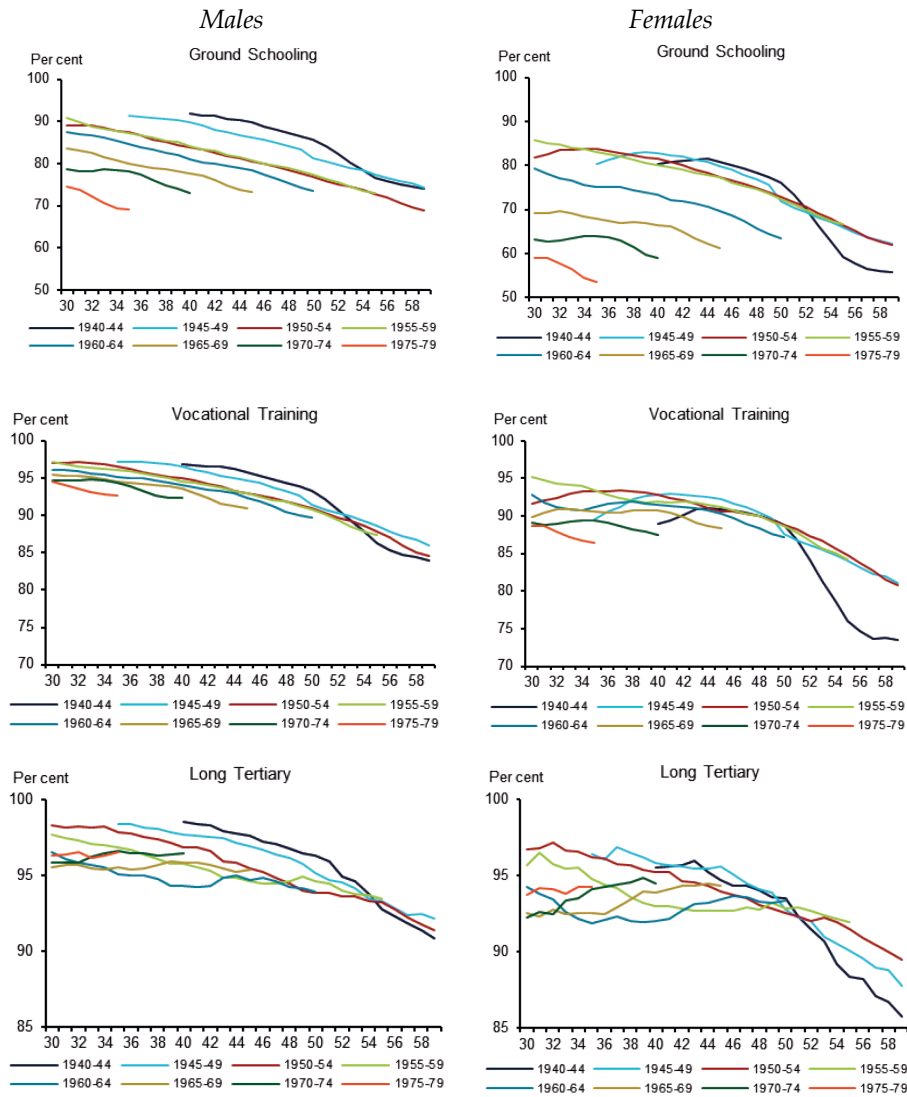 Males Females
Ground Schooling
Per cent
100
90
80
70
60
50
30 32 34 36 38 40 42 44 46 48 50 52 54 56 58
1940-44 1945-49 1950-54 1955-59
1960-64 1965-69 1970-74 1975-79
Ground Schooling
Per cent
100
90
80
70
60
50
30 32 34 36 38 40 42 44 46 48 50 52 54 56 58
1940-44 1945-49 1950-54 1955-59
1960-64 1965-69 1970-74 1975-79
Vocational Training
Per cent
100
95
90
85
80
75
70
30 32 34 36 38 40 42 44 46 48 50 52 54 56 58
1940-44 1945-49 1950-54 1955-59
1960-64 1965-69 1970-74 1975-79
Vocational Training
Per cent
100
95
90
85
80
75
70
30 32 34 36 38 40 42 44 46 48 50 52 54 56 58
1940-44 1945-49 1950-54 1955-59
1960-64 1965-69 1970-74 1975-79
Long Tertiary
Per cent
100
95
90
85
30 32 34 36 38 40 42 44 46 48 50 52 54 56 58
1940-44 1945-49 1950-54 1955-59
1960-64 1965-69 1970-74 1975-79
Long Tertiary
Per cent
100
95
90
85
30 32 34 36 38 40 42 44 46 48 50 52 54 56 58
1940-44 1945-49 1950-54 1955-59
1960-64 1965-69 1970-74 1975-79